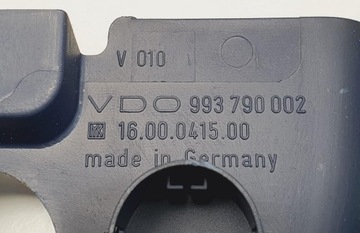 V 010
VDO 993 790 002
16.00.0415.00
made in Germany